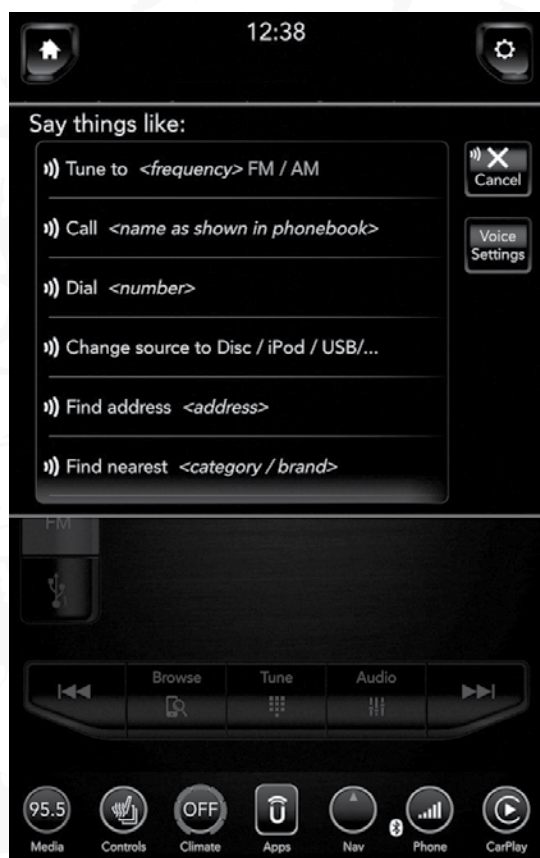 12:38
Say things like:
Tune to <frequency> FM / AM
Cancel
Call <name as shown in phonebook>
Voice
Settings
Dial <number>
Change source to Disc / iPod / USB/...
Find address <address>
Find nearest <category / brand>
FM
Browse Tune Audio
95.5 OFF
Media Controls Climate Apps Nav Phone CarPlay